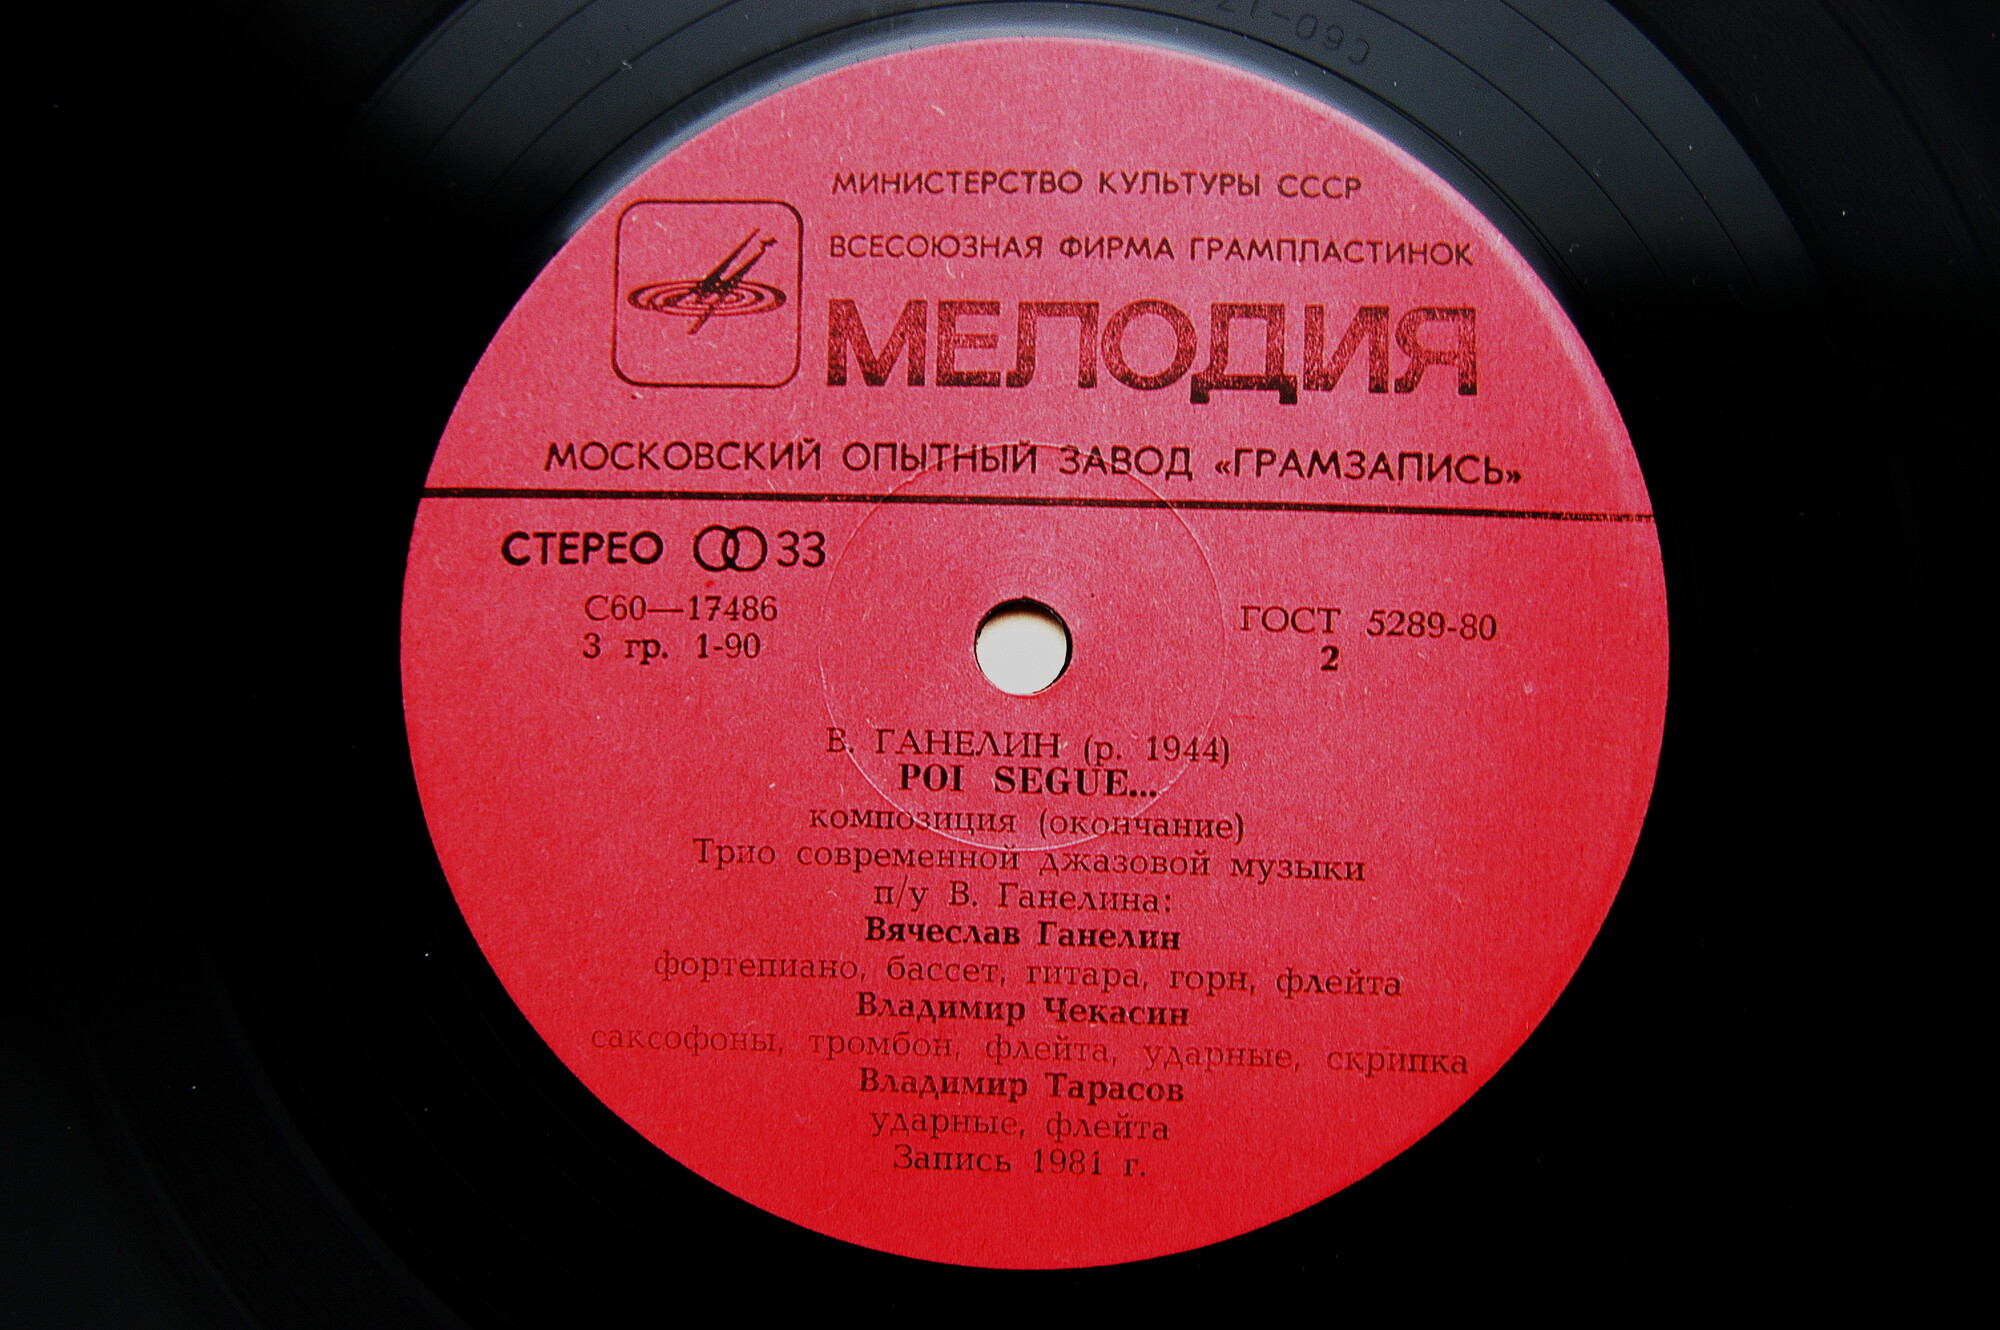 С60-17
МИНИСТЕРСТВО КУЛЬТУРЫ СССР
ВСЕСОЮЗНАЯ ФИРМА ГРАМПЛАСТИНОК
МЕЛОДИЯ
МОСКОВСКИЙ ОПЫТНЫЙ ЗАВОД «ГРАМЗАПИСЬ»
СТЕРЕО 33
С60—17486
3 гр. 1-90
ГОСТ 5289-80
2
В. ГАНЕЛИН (р. 1944)
POI SEGUE...
композиция (окончание)
Трио современной джазовой музыки
п/у В. Ганелина:
Вячеслав Ганелин
фортепиано, бассет, гитара, горн, флейта
Владимир Чекасин
саксофоны, тромбон, флейта, ударные, скрипка
Владимир Тарасов
ударные, флейта
Запись 1981 г.